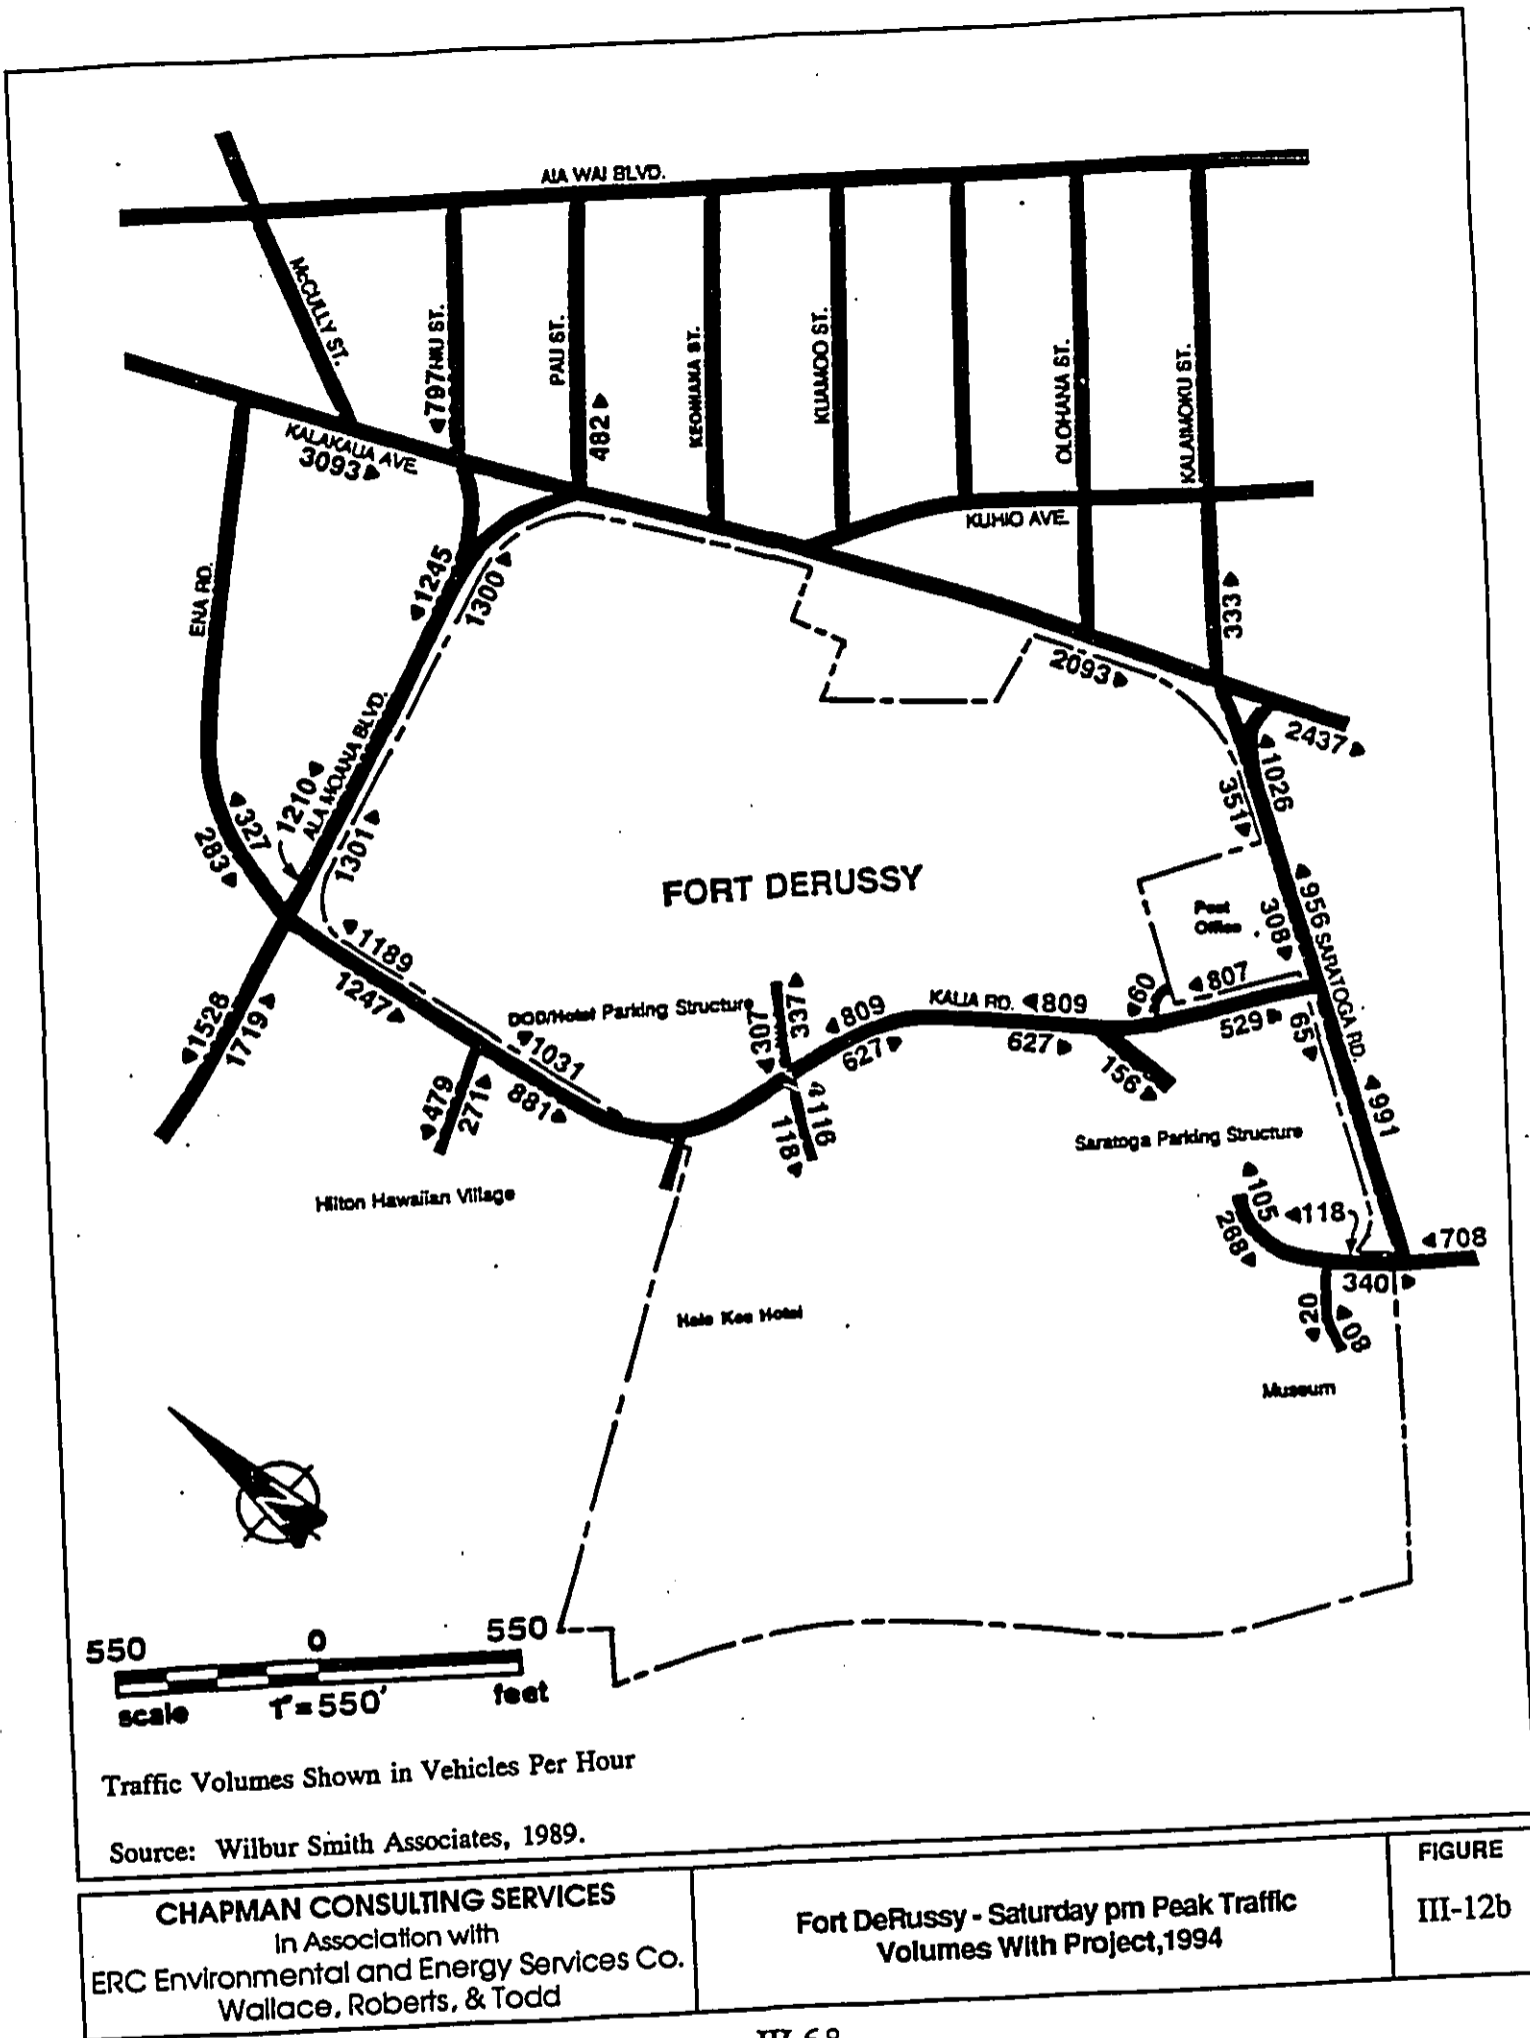 AIA WAI BLVD.
McCULLY ST.
◀797 NIU ST.
PAU ST.
482▶
KEONIANA ST.
KUAMOO ST.
OLOHANA ST.
KALAIMOKU ST.
KALAKAUA AVE.
3093▶
KUHIO AVE.
ENA RD.
◀1245
1300▶
333▶
2093▶
2437▶
ALA MOANA BLVD.
1210◀
◀327
283▶
1301▶
◀1026
351▶
FORT DERUSSY
Post
Office
◀956
308▶
SARATOGA RD.
◀1189
1247▶
◀1528
1719▶
DOD/Hotel Parking Structure
◀1031
881▶
◀307
337▶
◀809
627▶
KALIA RD.
◀809
627▶
◀60
◀807
529▶
65▶
156▶
◀479
271▶
116
118▶
◀991
Saratoga Parking Structure
Hilton Hawaiian Village
◀105
268▶
◀118
◀708
340▶
◀20
80
Hale Koa Hotel
Museum
550 0 550
scale 1"=550' feet
Traffic Volumes Shown in Vehicles Per Hour
Source: Wilbur Smith Associates, 1989.
CHAPMAN CONSULTING SERVICES
In Association with
ERC Environmental and Energy Services Co.
Wallace, Roberts, & Todd
Fort DeRussy - Saturday pm Peak Traffic
Volumes With Project,1994
FIGURE
III-12b